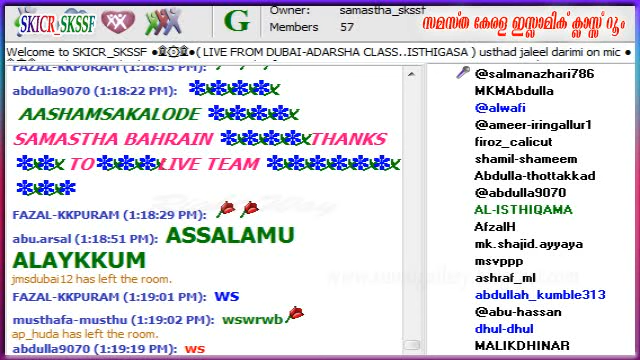 SKICR_SKSSF
G
Owner: samastha_skssf
Members 57
സമസ്ത കേരള ഇസ്ലാമിക് ക്ലാസ്സ് റൂം
Welcome to SKICR_SKSSF ●۩۞۩●( LIVE FROM DUBAI-ADARSHA CLASS..ISTHIGASA ) usthad jaleel darimi on mic ●
FAZAL-KKPURAM (1:18:15 PM):
abdulla9070 (1:18:22 PM):
AASHAMSAKALODE
SAMASTHA BAHRAIN THANKS
TO LIVE TEAM
FAZAL-KKPURAM (1:18:29 PM):
abu.arsal (1:18:51 PM): ASSALAMU
ALAYKKUM
jmsdubai12 has left the room.
FAZAL-KKPURAM (1:19:01 PM): ws
musthafa-musthu (1:19:02 PM): wswrwb
ap_huda has left the room.
abdulla9070 (1:19:19 PM): ws
@salmanazhari786
MKMAbdulla
@alwafi
@ameer-iringallur1
firoz_calicut
shamil-shameem
Abdulla-thottakkad
@abdulla9070
AL-ISTHIQAMA
AfzalH
mk.shajid.ayyaya
msvppp
ashraf_ml
abdullah_kumble313
@abu-hassan
dhul-dhul
MALIKDHINAR